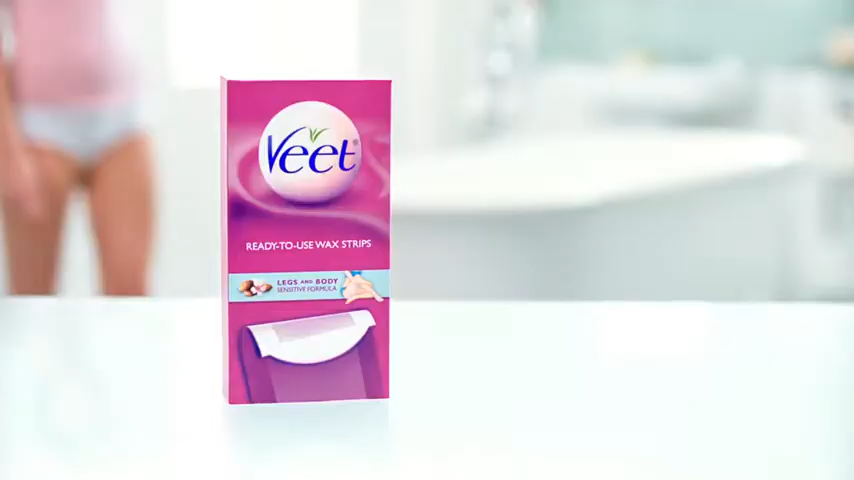 Veet®
READY-TO-USE WAX STRIPS
LEGS AND BODY
SENSITIVE FORMULA